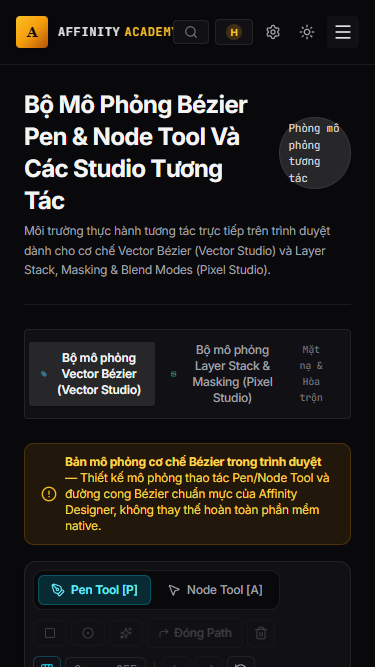 A AFFINITY ACADEMY
H
Bộ Mô Phỏng Bézier
Pen & Node Tool Và
Các Studio Tương
Tác
Phòng mô
phỏng
tương
tác
Môi trường thực hành tương tác trực tiếp trên trình duyệt
dành cho cơ chế Vector Bézier (Vector Studio) và Layer
Stack, Masking & Blend Modes (Pixel Studio).
Bộ mô phỏng
Vector Bézier
(Vector Studio)
Bộ mô phỏng
Layer Stack &
Masking (Pixel
Studio)
Mặt
nạ &
Hòa
trộn
Bản mô phỏng cơ chế Bézier trong trình duyệt
— Thiết kế mô phỏng thao tác Pen/Node Tool và
đường cong Bézier chuẩn mực của Affinity
Designer, không thay thế hoàn toàn phần mềm
native.
Pen Tool [P]
Node Tool [A]
Đóng Path